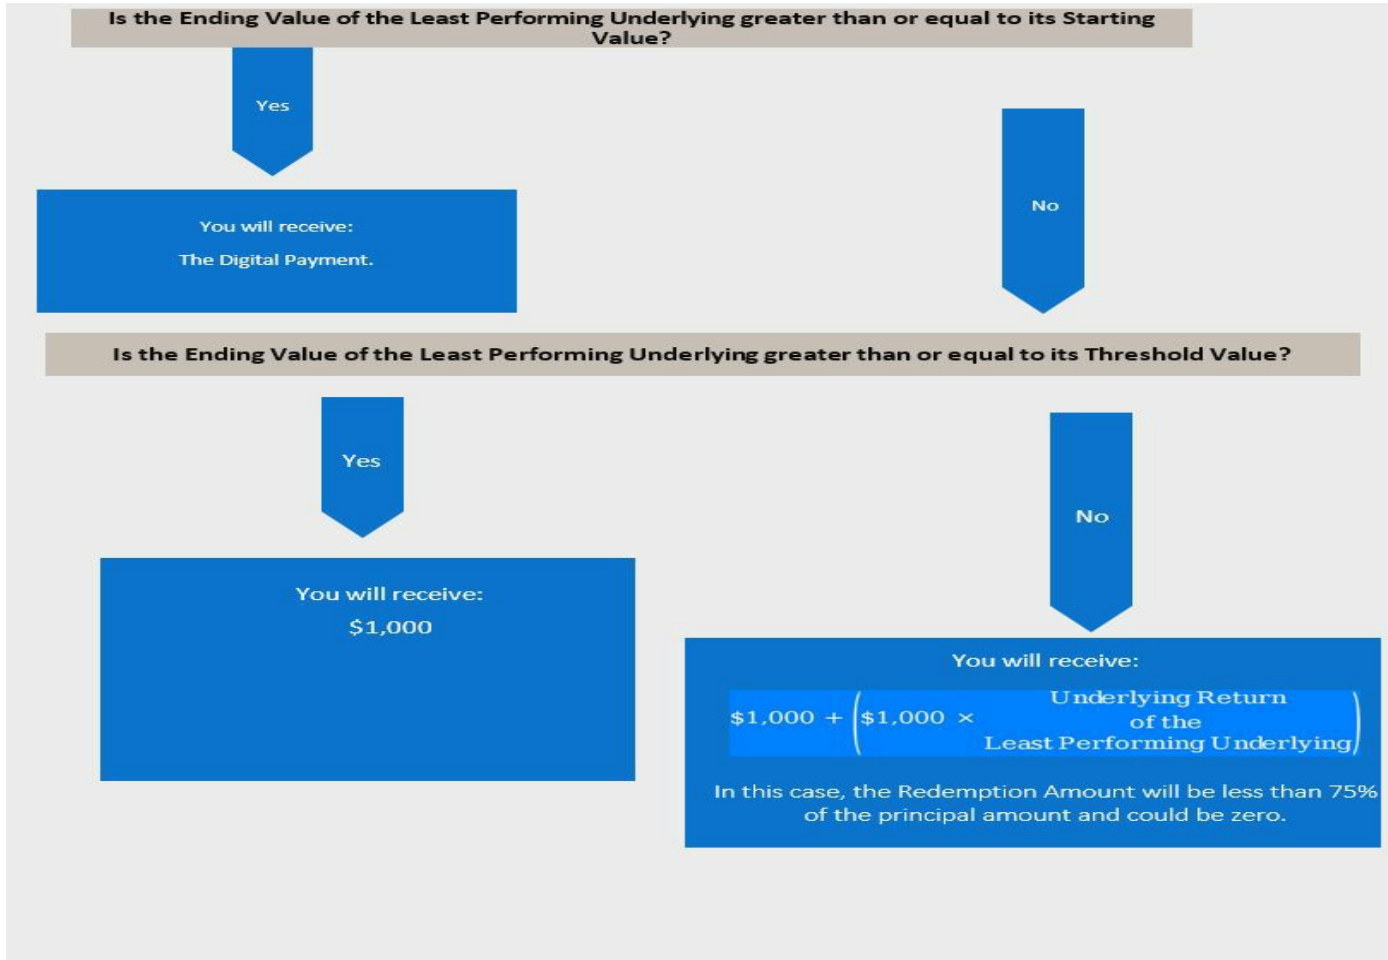 Is the Ending Value of the Least Performing Underlying greater than or equal to its Starting
Value?
Yes
No
You will receive:
The Digital Payment.
Is the Ending Value of the Least Performing Underlying greater than or equal to its Threshold Value?
Yes
No
You will receive:
$1,000
You will receive:
$1,000 + ($1,000 × Underlying Return
of the
Least Performing Underlying)
In this case, the Redemption Amount will be less than 75%
of the principal amount and could be zero.